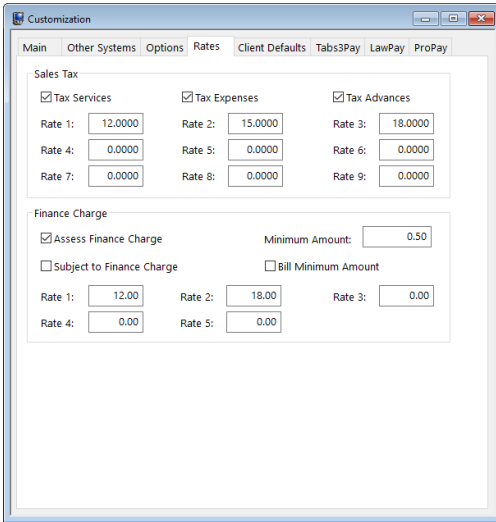 Customization
Main Other Systems Options Rates Client Defaults Tabs3Pay LawPay ProPay
Sales Tax
Tax Services Tax Expenses Tax Advances
Rate 1: 12.0000 Rate 2: 15.0000 Rate 3: 18.0000
Rate 4: 0.0000 Rate 5: 0.0000 Rate 6: 0.0000
Rate 7: 0.0000 Rate 8: 0.0000 Rate 9: 0.0000
Finance Charge
Assess Finance Charge Minimum Amount: 0.50
Subject to Finance Charge Bill Minimum Amount
Rate 1: 12.00 Rate 2: 18.00 Rate 3: 0.00
Rate 4: 0.00 Rate 5: 0.00